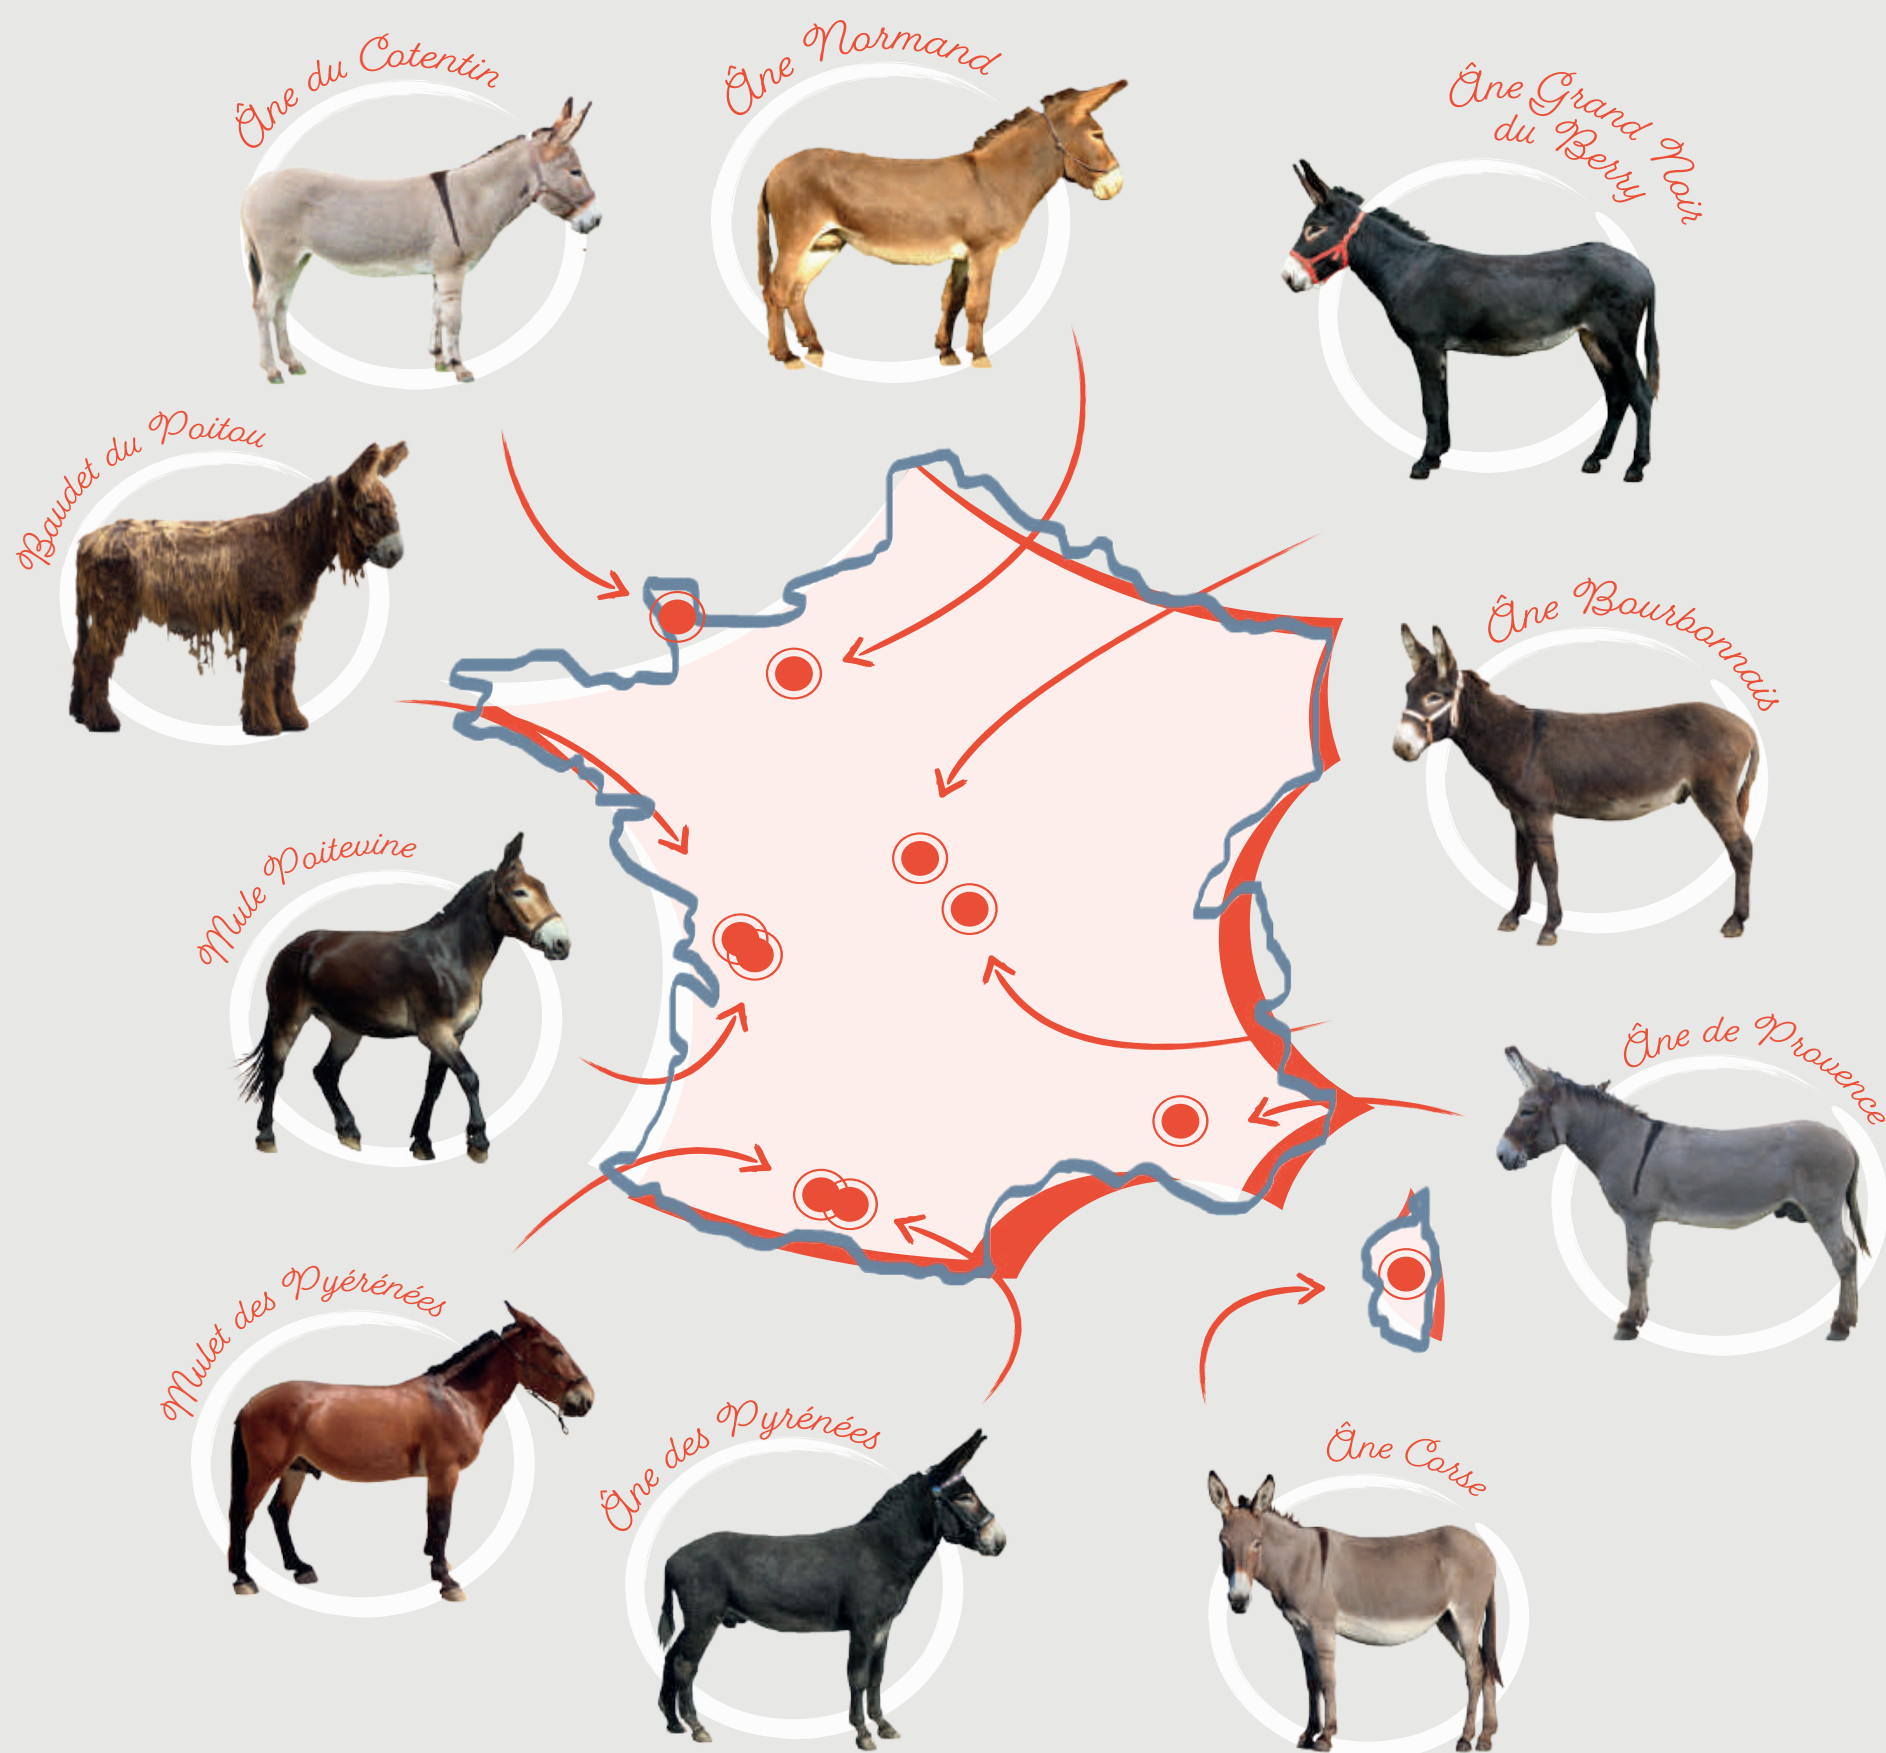 Âne du Cotentin
Âne Normand
Âne Grand Noir
du Berry
Baudet du Poitou
Âne Bourbonnais
Mule Poitevine
Âne de Provence
Mulet des Pyérénées
Âne des Pyrénées
Âne Corse